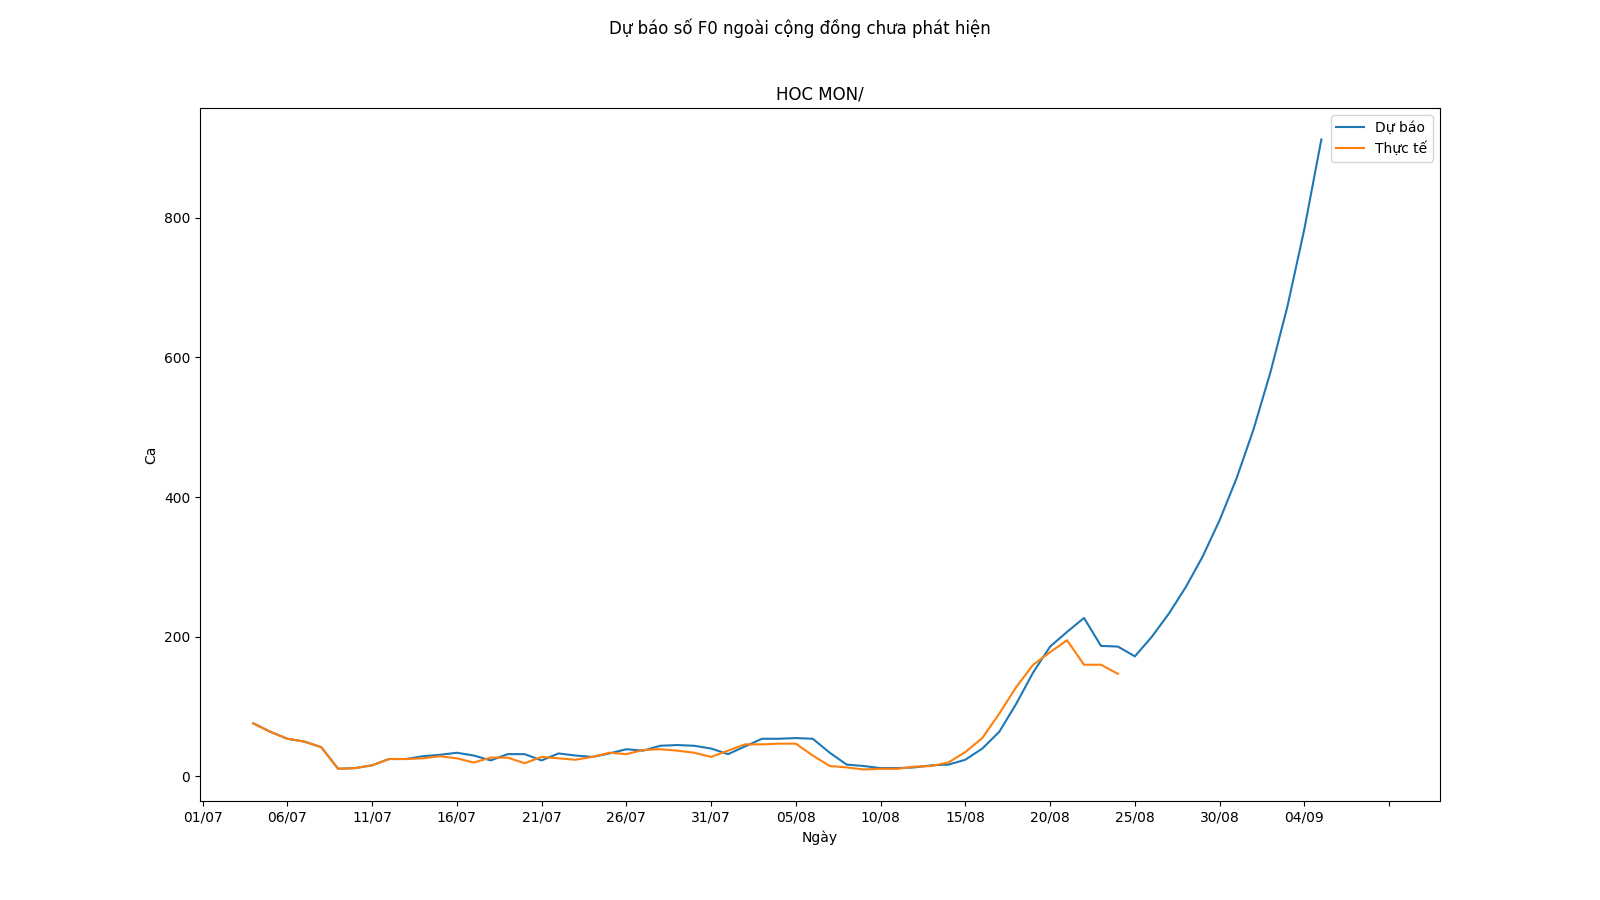 Dự báo số F0 ngoài cộng đồng chưa phát hiện
HOC MON/
Dự báo
Thực tế
800
600
400
200
0
Ca
01/07 06/07 11/07 16/07 21/07 26/07 31/07 05/08 10/08 15/08 20/08 25/08 30/08 04/09
Ngày